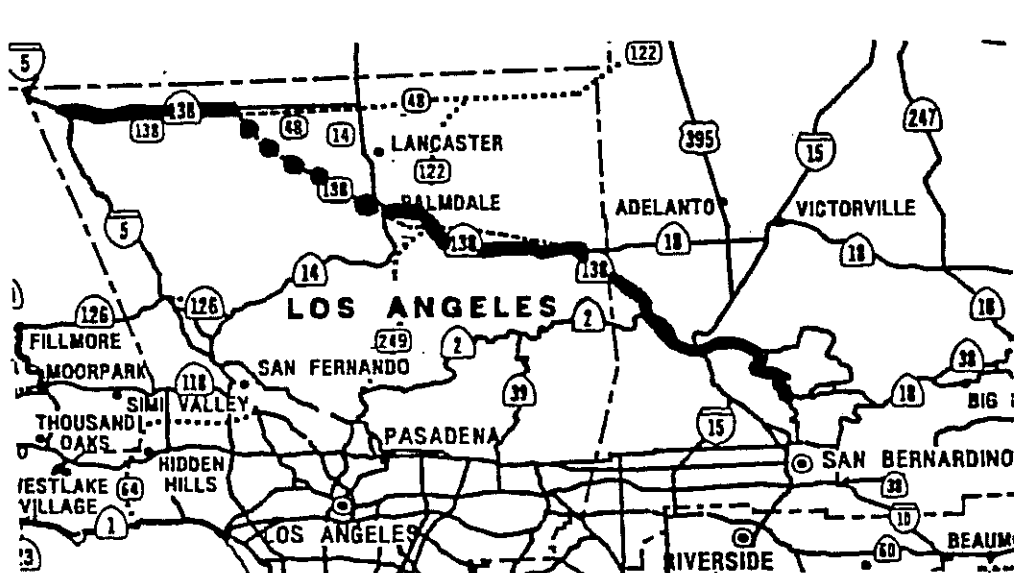 5
122
138
48
138
48
14
395
247
LANCASTER
15
122
138
PALMDALE
ADELANTO
VICTORVILLE
5
138
18
18
14
138
126
126
LOS ANGELES
2
18
FILLMORE
249
2
SAN FERNANDO
38
MOORPARK
118
39
18
SIMI VALLEY
BIG
THOUSAND
OAKS
15
PASADENA
HIDDEN
HILLS
SAN BERNARDINO
WESTLAKE
VILLAGE
64
38
1
10
LOS ANGELES
BEAUM
RIVERSIDE
60